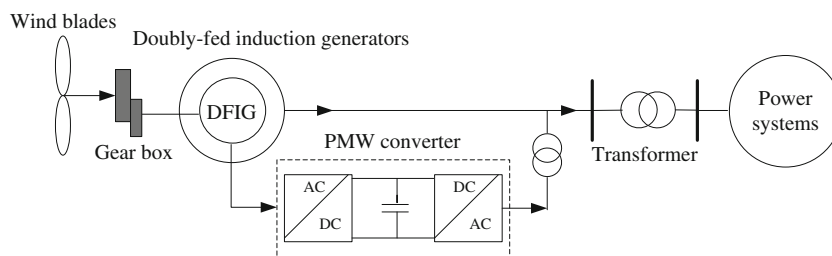 Wind blades
Doubly-fed induction generators
DFIG
Gear box
PMW converter
AC
DC
DC
AC
Transformer
Power
systems